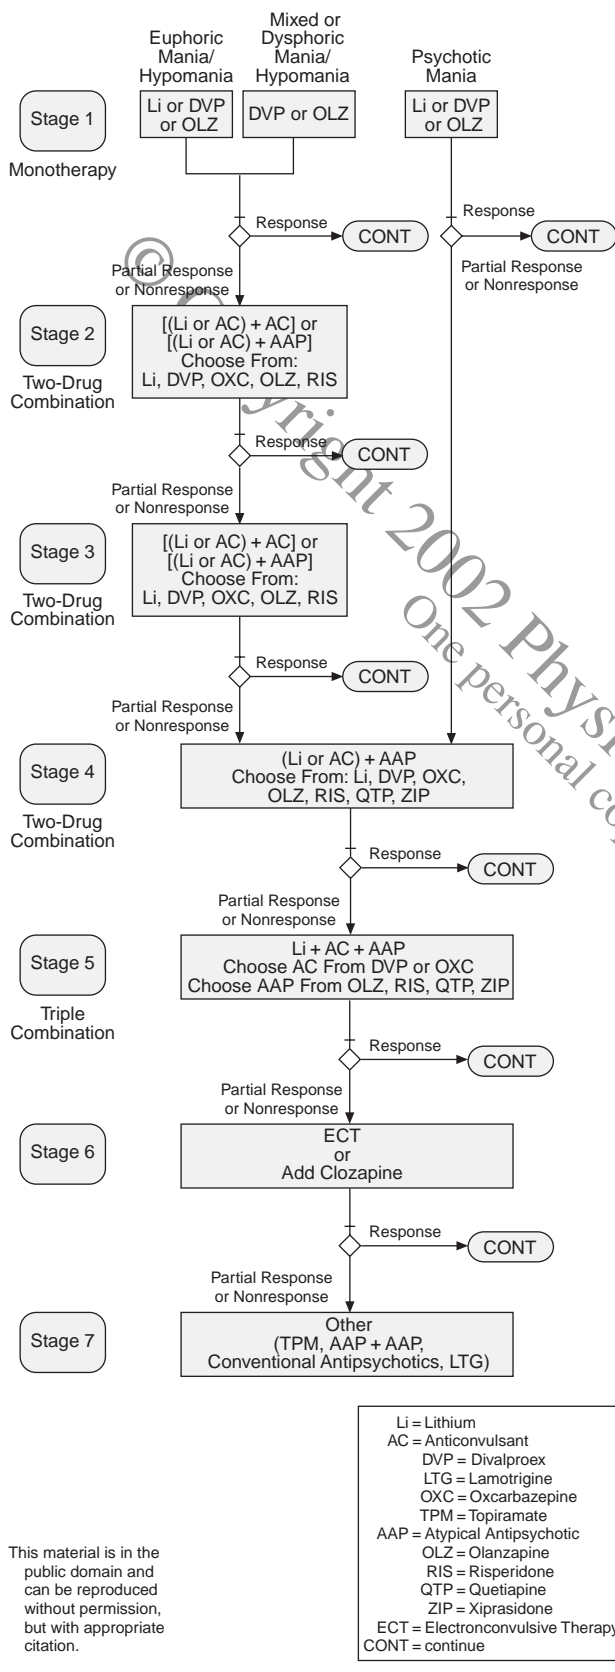 Euphoric
Mania/
Hypomania
Mixed or
Dysphoric
Mania/
Hypomania
Psychotic
Mania
Stage 1
Monotherapy
Li or DVP
or OLZ
DVP or OLZ
Li or DVP
or OLZ
Response
CONT
Response
CONT
Partial Response
or Nonresponse
Partial Response
or Nonresponse
Stage 2
Two-Drug
Combination
[(Li or AC) + AC] or
[(Li or AC) + AAP]
Choose From:
Li, DVP, OXC, OLZ, RIS
Response
CONT
Partial Response
or Nonresponse
Stage 3
Two-Drug
Combination
[(Li or AC) + AC] or
[(Li or AC) + AAP]
Choose From:
Li, DVP, OXC, OLZ, RIS
Response
CONT
Partial Response
or Nonresponse
Stage 4
Two-Drug
Combination
(Li or AC) + AAP
Choose From: Li, DVP, OXC,
OLZ, RIS, QTP, ZIP
Response
CONT
Partial Response
or Nonresponse
Stage 5
Triple
Combination
Li + AC + AAP
Choose AC From DVP or OXC
Choose AAP From OLZ, RIS, QTP, ZIP
Response
CONT
Partial Response
or Nonresponse
Stage 6
ECT
or
Add Clozapine
Response
CONT
Partial Response
or Nonresponse
Stage 7
Other
(TPM, AAP + AAP,
Conventional Antipsychotics, LTG)
Li = Lithium
AC = Anticonvulsant
DVP = Divalproex
LTG = Lamotrigine
OXC = Oxcarbazepine
TPM = Topiramate
AAP = Atypical Antipsychotic
OLZ = Olanzapine
RIS = Risperidone
QTP = Quetiapine
ZIP = Xiprasidone
ECT = Electronconvulsive Therapy
CONT = continue
This material is in the
public domain and
can be reproduced
without permission,
but with appropriate
citation.
© 2002
One personal